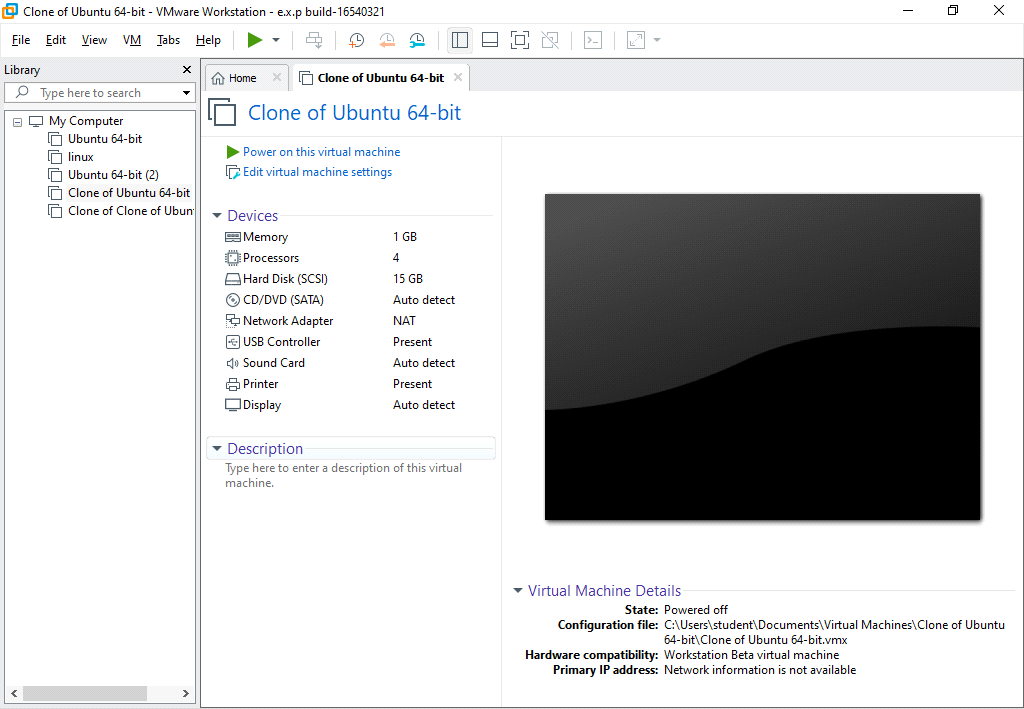 Clone of Ubuntu 64-bit - VMware Workstation - e.x.p build-16540321
File Edit View VM Tabs Help
Library
Type here to search
My Computer
Ubuntu 64-bit
linux
Ubuntu 64-bit (2)
Clone of Ubuntu 64-bit
Clone of Clone of Ubun
Home
Clone of Ubuntu 64-bit
Clone of Ubuntu 64-bit
Power on this virtual machine
Edit virtual machine settings
Devices
Memory 1 GB
Processors 4
Hard Disk (SCSI) 15 GB
CD/DVD (SATA) Auto detect
Network Adapter NAT
USB Controller Present
Sound Card Auto detect
Printer Present
Display Auto detect
Description
Type here to enter a description of this virtual
machine.
Virtual Machine Details
State: Powered off
Configuration file: C:\Users\student\Documents\Virtual Machines\Clone of Ubuntu
64-bit\Clone of Ubuntu 64-bit.vmx
Hardware compatibility: Workstation Beta virtual machine
Primary IP address: Network information is not available